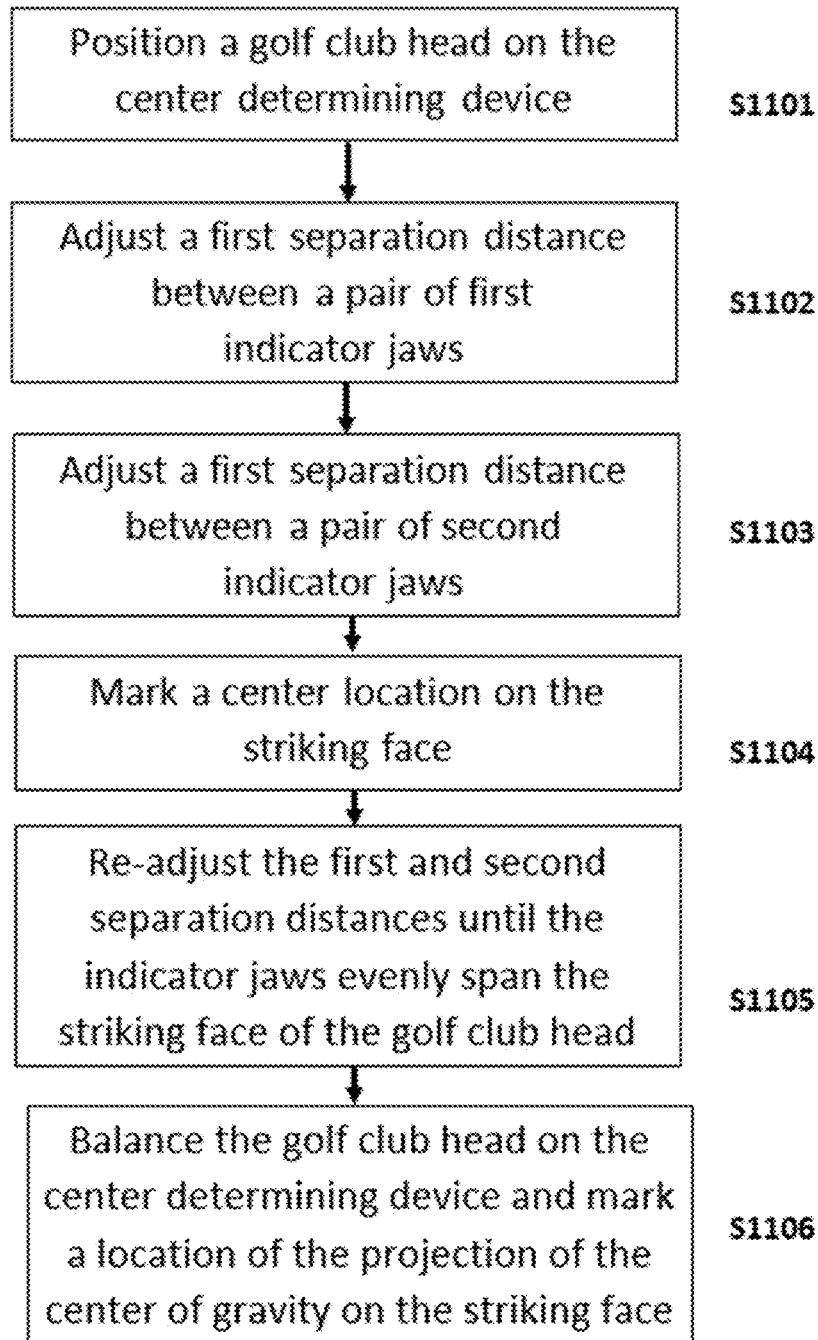 Position a golf club head on the
center determining device
S1101
Adjust a first separation distance
between a pair of first
indicator jaws
S1102
Adjust a first separation distance
between a pair of second
indicator jaws
S1103
Mark a center location on the
striking face
S1104
Re-adjust the first and second
separation distances until the
indicator jaws evenly span the
striking face of the golf club head
S1105
Balance the golf club head on the
center determining device and mark
a location of the projection of the
center of gravity on the striking face
S1106